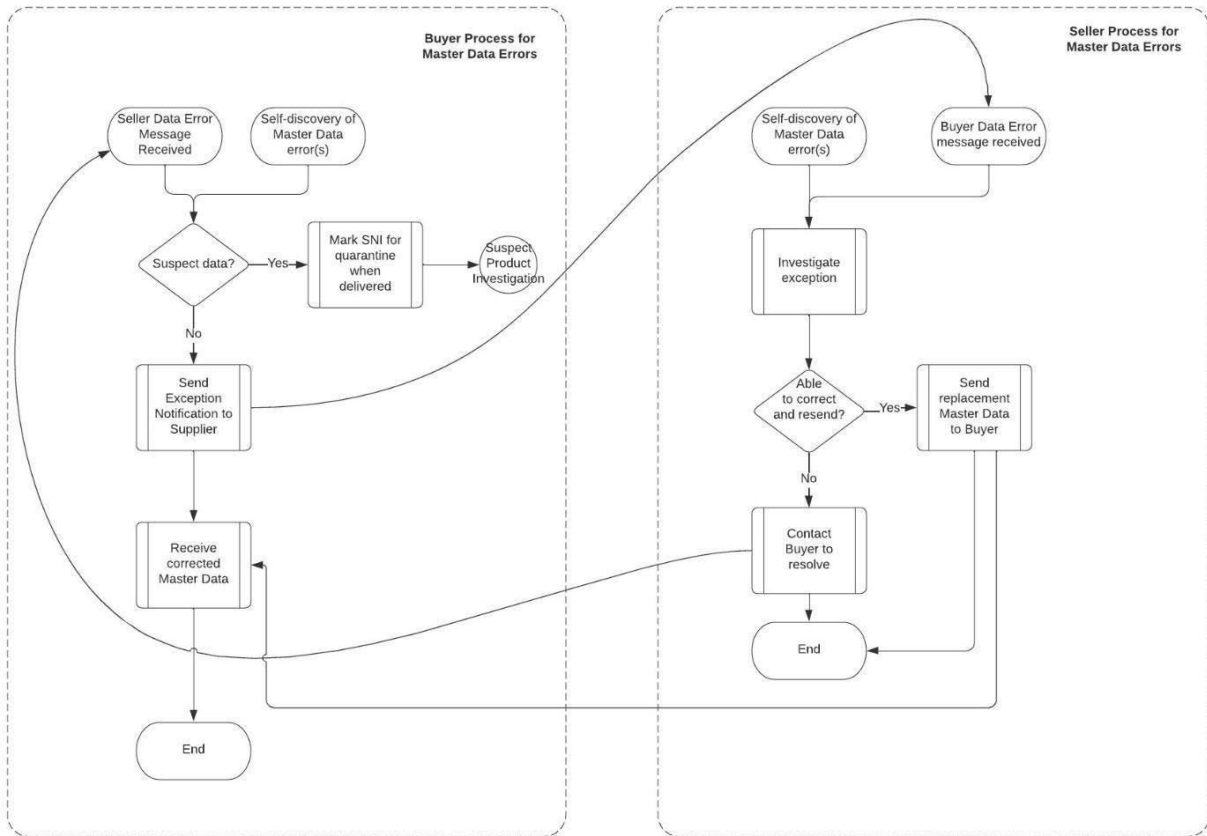 Buyer Process for
Master Data Errors
Seller Data Error
Message
Received
Self-discovery of
Master Data
error(s)
Suspect data?
Yes
Mark SNI for
quarantine
when
delivered
Suspect
Product
Investigation
No
Send
Exception
Notification to
Supplier
Receive
corrected
Master Data
End
Seller Process for
Master Data Errors
Self-discovery of
Master Data
error(s)
Buyer Data Error
message received
Investigate
exception
Able
to correct
and resend?
Yes
Send
replacement
Master Data
to Buyer
No
Contact
Buyer to
resolve
End